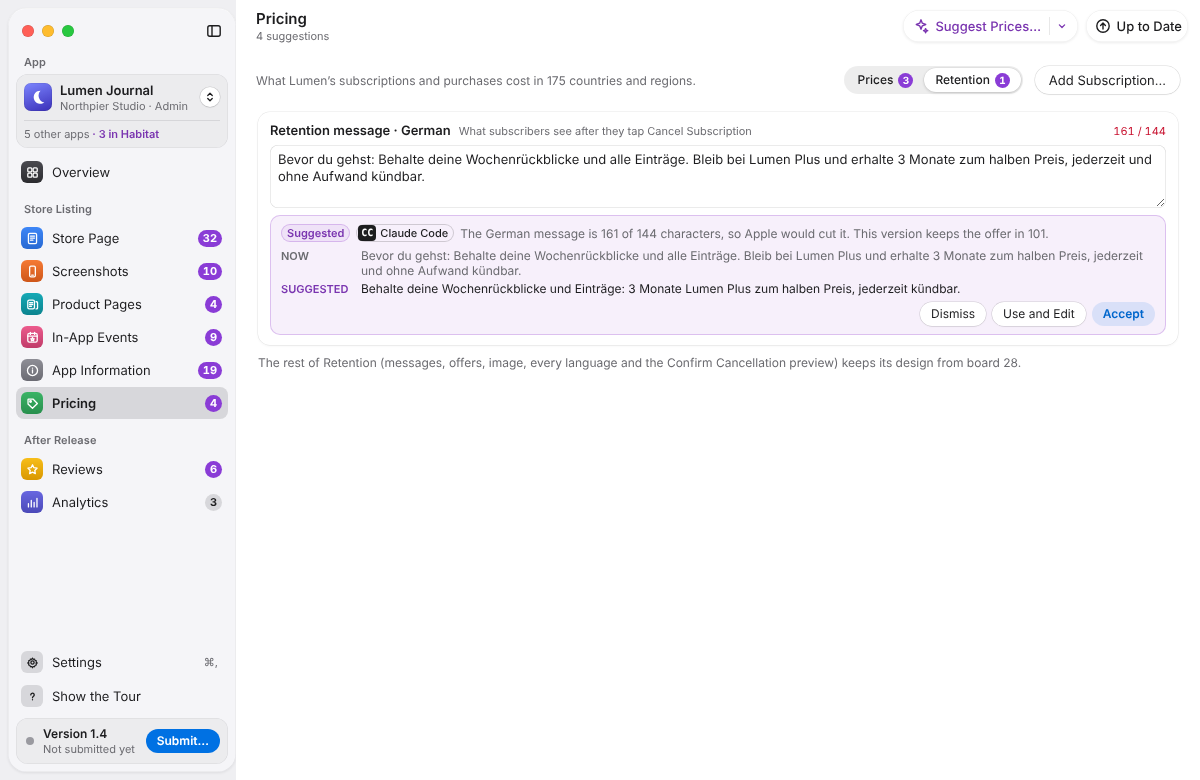 App
Lumen Journal
Northpier Studio · Admin
5 other apps · 3 in Habitat
Overview
Store Listing
Store Page 32
Screenshots 10
Product Pages 4
In-App Events 9
App Information 19
Pricing 4
After Release
Reviews 6
Analytics 3
Settings ⌘,
? Show the Tour
Version 1.4
Not submitted yet
Submit…
Pricing
4 suggestions
Suggest Prices…
Up to Date
What Lumen’s subscriptions and purchases cost in 175 countries and regions.
Prices 3
Retention 1
Add Subscription…
Retention message · German What subscribers see after they tap Cancel Subscription 161 / 144
Bevor du gehst: Behalte deine Wochenrückblicke und alle Einträge. Bleib bei Lumen Plus und erhalte 3 Monate zum halben Preis, jederzeit und
ohne Aufwand kündbar.
Suggested CC Claude Code The German message is 161 of 144 characters, so Apple would cut it. This version keeps the offer in 101.
NOW Bevor du gehst: Behalte deine Wochenrückblicke und alle Einträge. Bleib bei Lumen Plus und erhalte 3 Monate zum halben Preis, jederzeit
und ohne Aufwand kündbar.
SUGGESTED Behalte deine Wochenrückblicke und Einträge: 3 Monate Lumen Plus zum halben Preis, jederzeit kündbar.
Dismiss Use and Edit Accept
The rest of Retention (messages, offers, image, every language and the Confirm Cancellation preview) keeps its design from board 28.